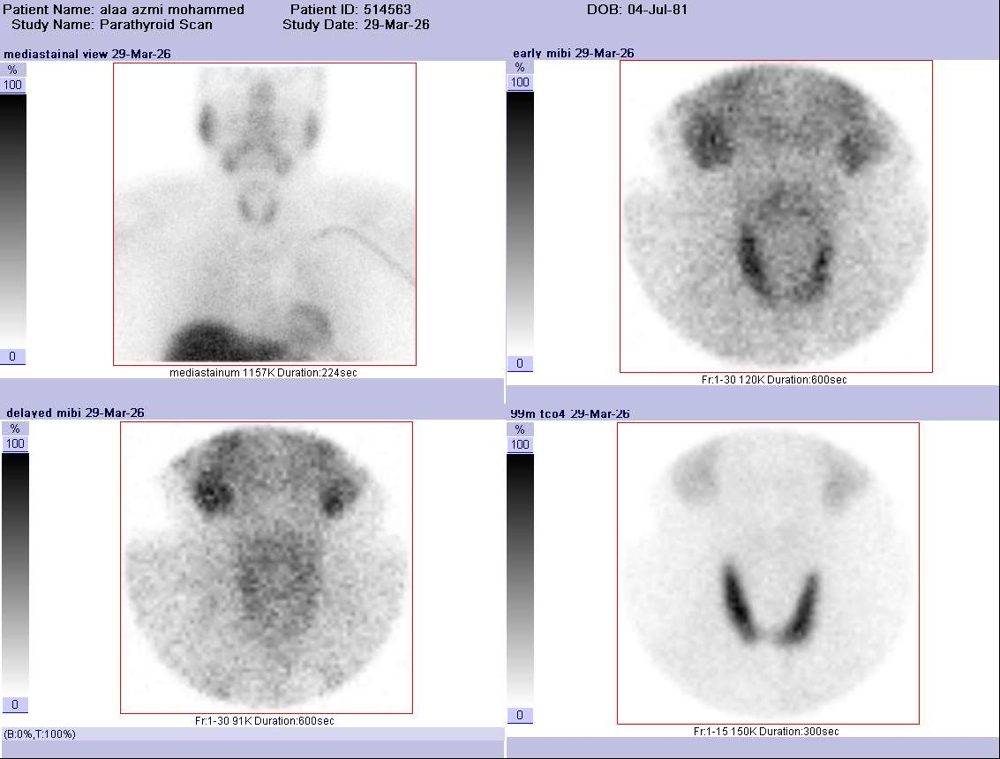 Patient Name: alaa azmi mohammed Patient ID: 514563 DOB: 04-Jul-81
Study Name: Parathyroid Scan Study Date: 29-Mar-26
mediastainal view 29-Mar-26
%
100
0
mediastainum 1157K Duration:224sec
early mibi 29-Mar-26
%
100
0
Fr:1-30 120K Duration:600sec
delayed mibi 29-Mar-26
%
100
0
Fr:1-30 91K Duration:600sec
(B:0%,T:100%)
99m tco4 29-Mar-26
%
100
0
Fr:1-15 150K Duration:300sec